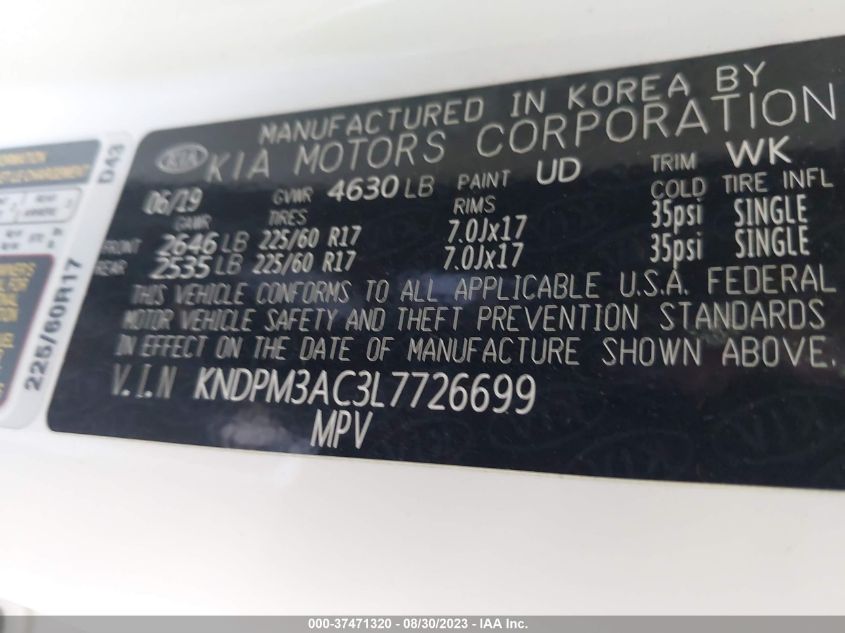 MANUFACTURED IN KOREA BY
KIA KIA MOTORS CORPORATION
06/19 GVWR 4630 LB PAINT UD TRIM WK
GAWR TIRES RIMS COLD TIRE INFL
FRONT 2646 LB 225/60 R17 7.0Jx17 35psi SINGLE
REAR 2535 LB 225/60 R17 7.0Jx17 35psi SINGLE
THIS VEHICLE CONFORMS TO ALL APPLICABLE U.S.A. FEDERAL
MOTOR VEHICLE SAFETY AND THEFT PREVENTION STANDARDS
IN EFFECT ON THE DATE OF MANUFACTURE SHOWN ABOVE.
V.I.N KNDPM3AC3L7726699
MPV
D43
225/60R17
000-37471320 - 08/30/2023 - IAA Inc.